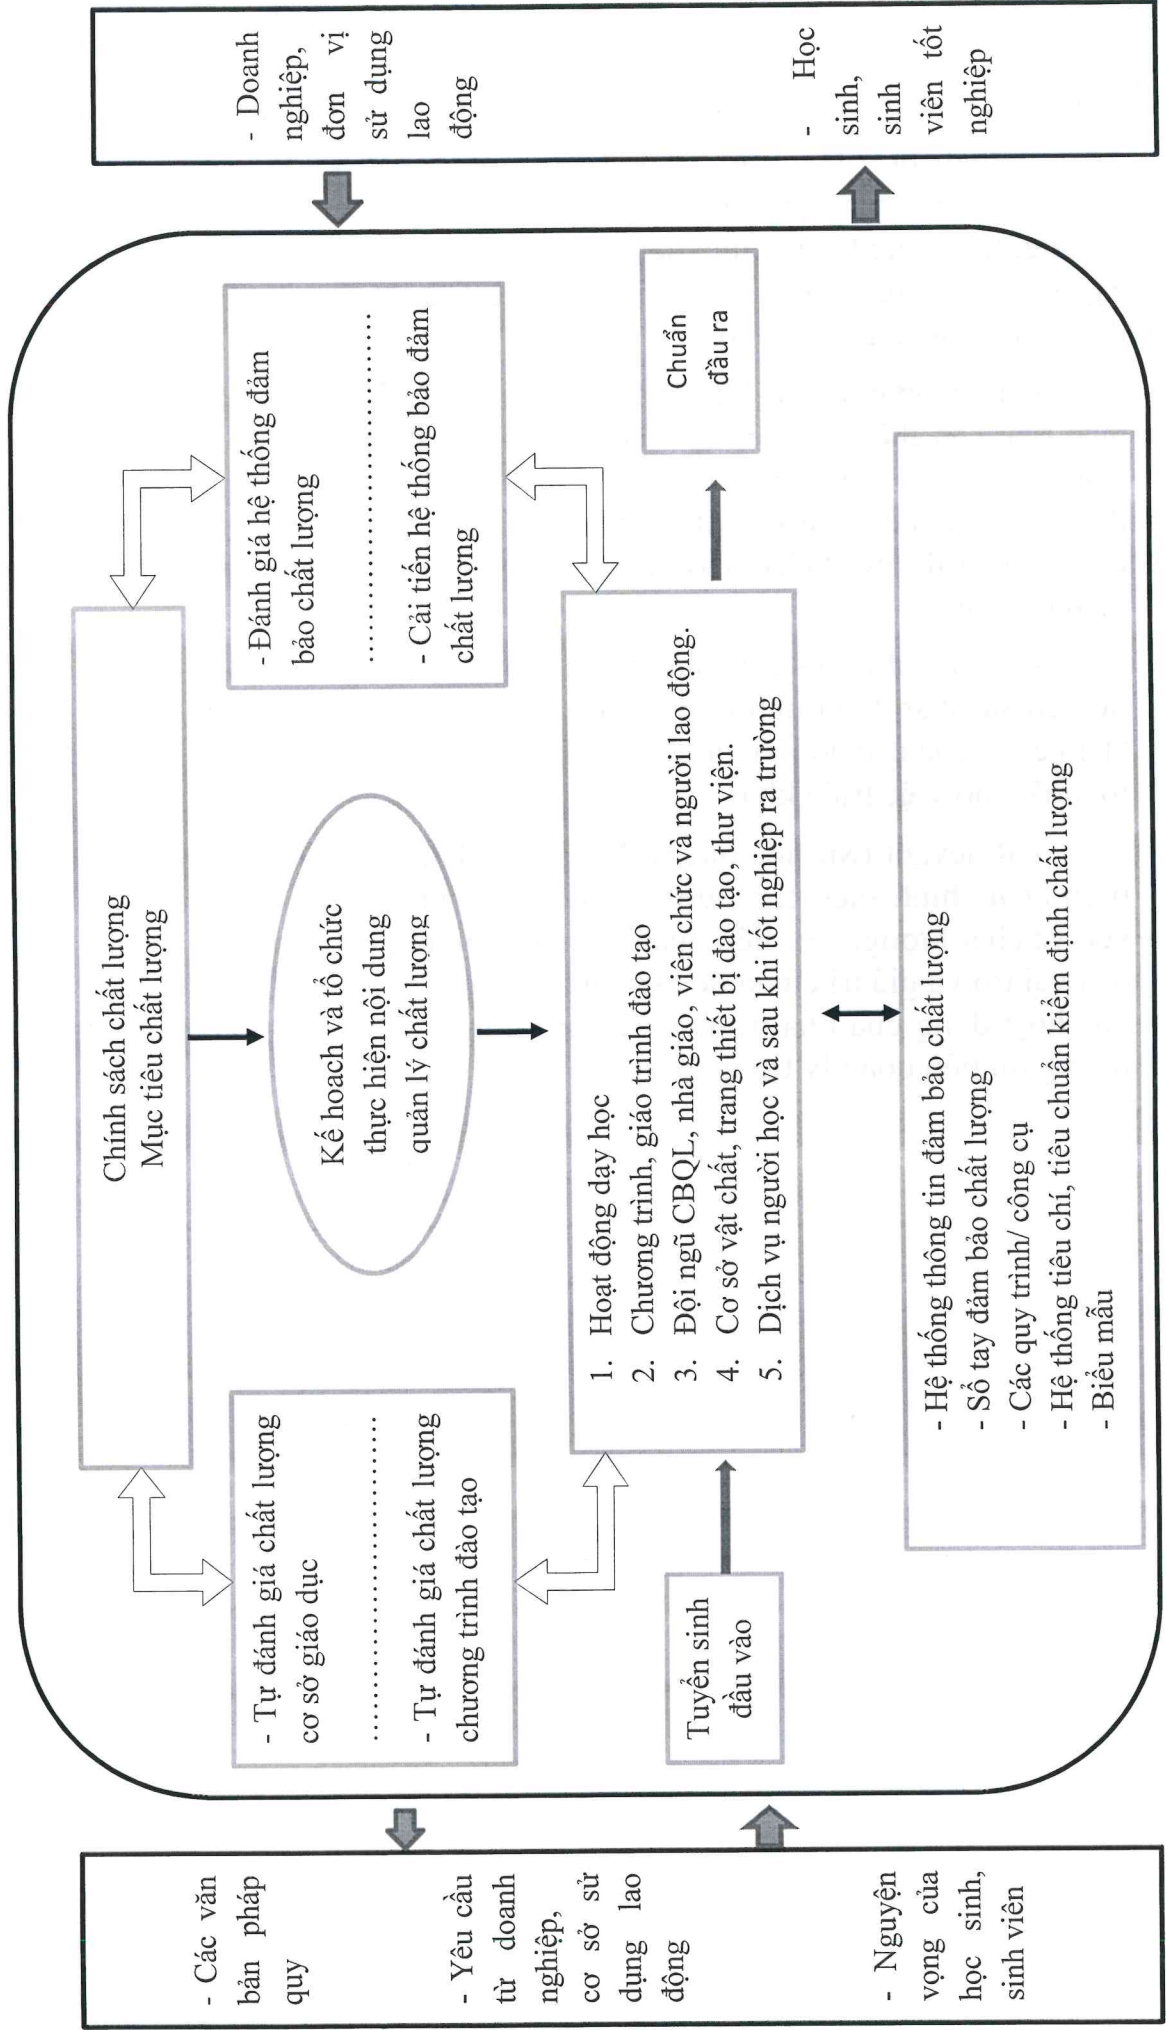 - Các văn
bản pháp
quy
- Yêu cầu
từ doanh
nghiệp,
cơ sở sử
dụng lao
động
- Nguyện
vọng của
học sinh,
sinh viên
Chính sách chất lượng
Mục tiêu chất lượng
- Tự đánh giá chất lượng
cơ sở giáo dục
..............................
- Tự đánh giá chất lượng
chương trình đào tạo
Kế hoạch và tổ chức
thực hiện nội dung
quản lý chất lượng
- Đánh giá hệ thống đảm
bảo chất lượng
..............................
- Cải tiến hệ thống bảo đảm
chất lượng
Tuyển sinh
đầu vào
1. Hoạt động dạy học
2. Chương trình, giáo trình đào tạo
3. Đội ngũ CBQL, nhà giáo, viên chức và người lao động.
4. Cơ sở vật chất, trang thiết bị đào tạo, thư viện.
5. Dịch vụ người học và sau khi tốt nghiệp ra trường
Chuẩn
đầu ra
- Hệ thống thông tin đảm bảo chất lượng
- Sổ tay đảm bảo chất lượng
- Các quy trình/ công cụ
- Hệ thống tiêu chí, tiêu chuẩn kiểm định chất lượng
- Biểu mẫu
- Doanh
nghiệp,
đơn vị
sử dụng
lao
động
- Học
sinh,
sinh
viên tốt
nghiệp